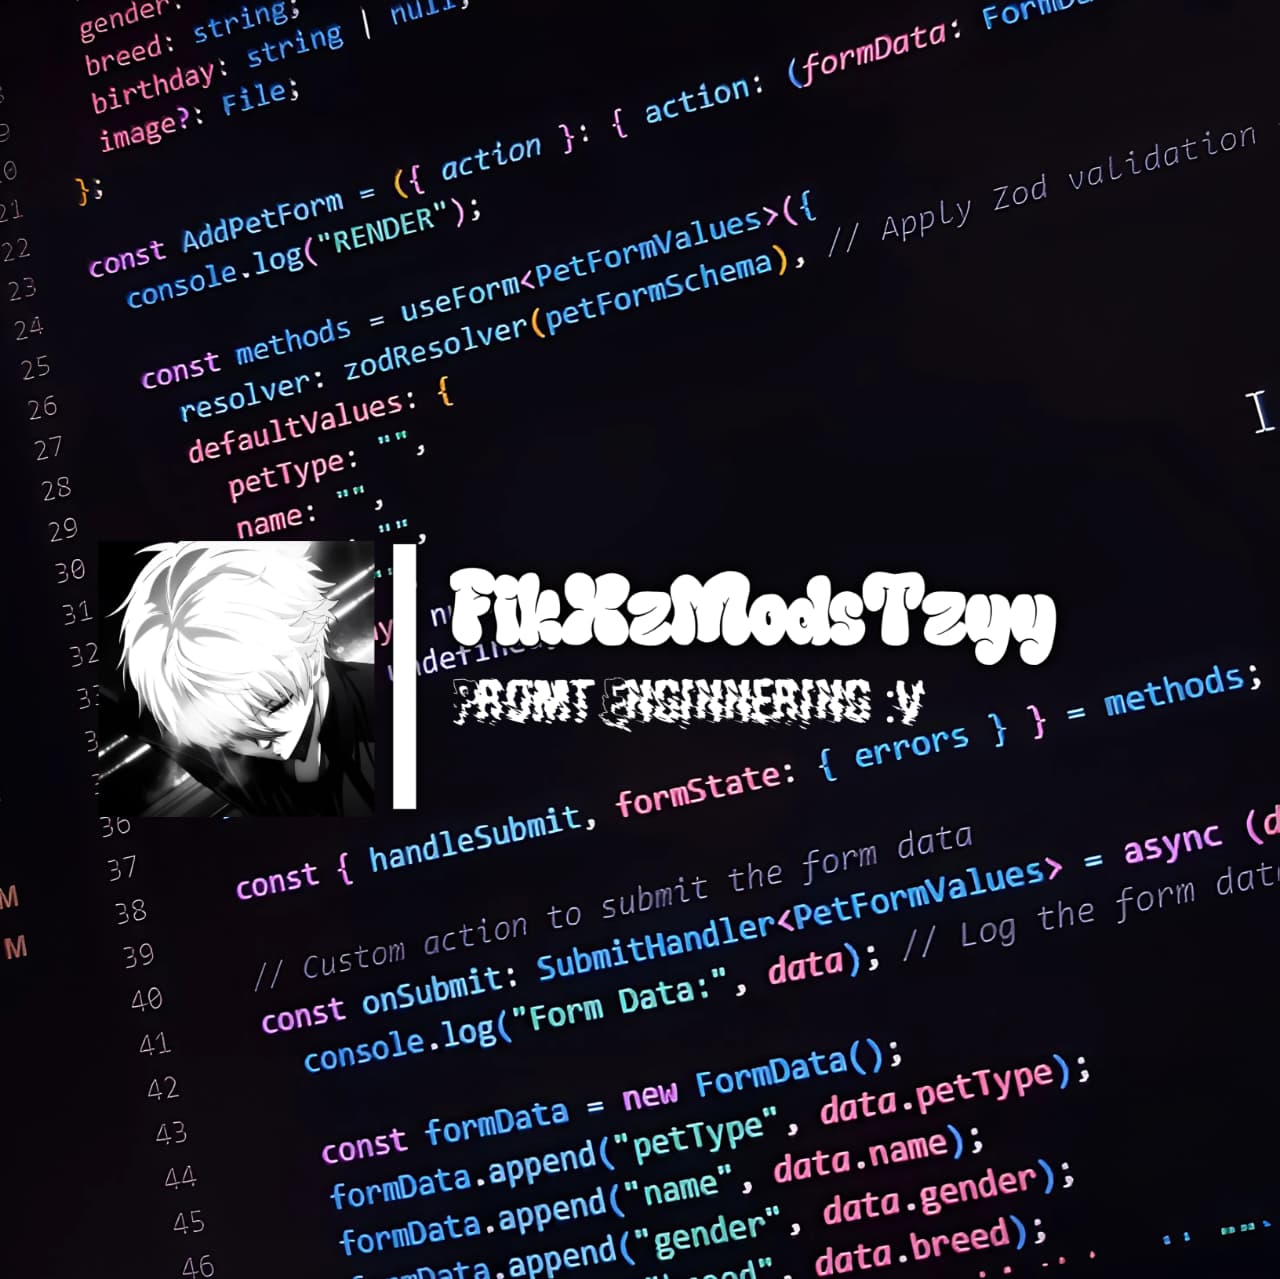 gender:
breed: string;
birthday: string | null;
image?: File;
20
};
21
22 const AddPetForm = ({ action }: { action: (formData:
23 console.log("RENDER");
24
25 const methods = useForm<PetFormValues>({
26 resolver: zodResolver(petFormSchema), // Apply Zod validation
27 defaultValues: {
28 petType: "",
29 name: "",
30 "",
31
32
FikXzModsTzyy
PROMT ENGINNERING :V
36
37 const { handleSubmit, formState: { errors } } = methods;
38
39 // Custom action to submit the form data
40 const onSubmit: SubmitHandler<PetFormValues> = async (d
41 console.log("Form Data:", data); // Log the form data
42
43 const formData = new FormData();
44 formData.append("petType", data.petType);
45 formData.append("name", data.name);
46 formData.append("gender", data.gender);
data.breed);
M
M